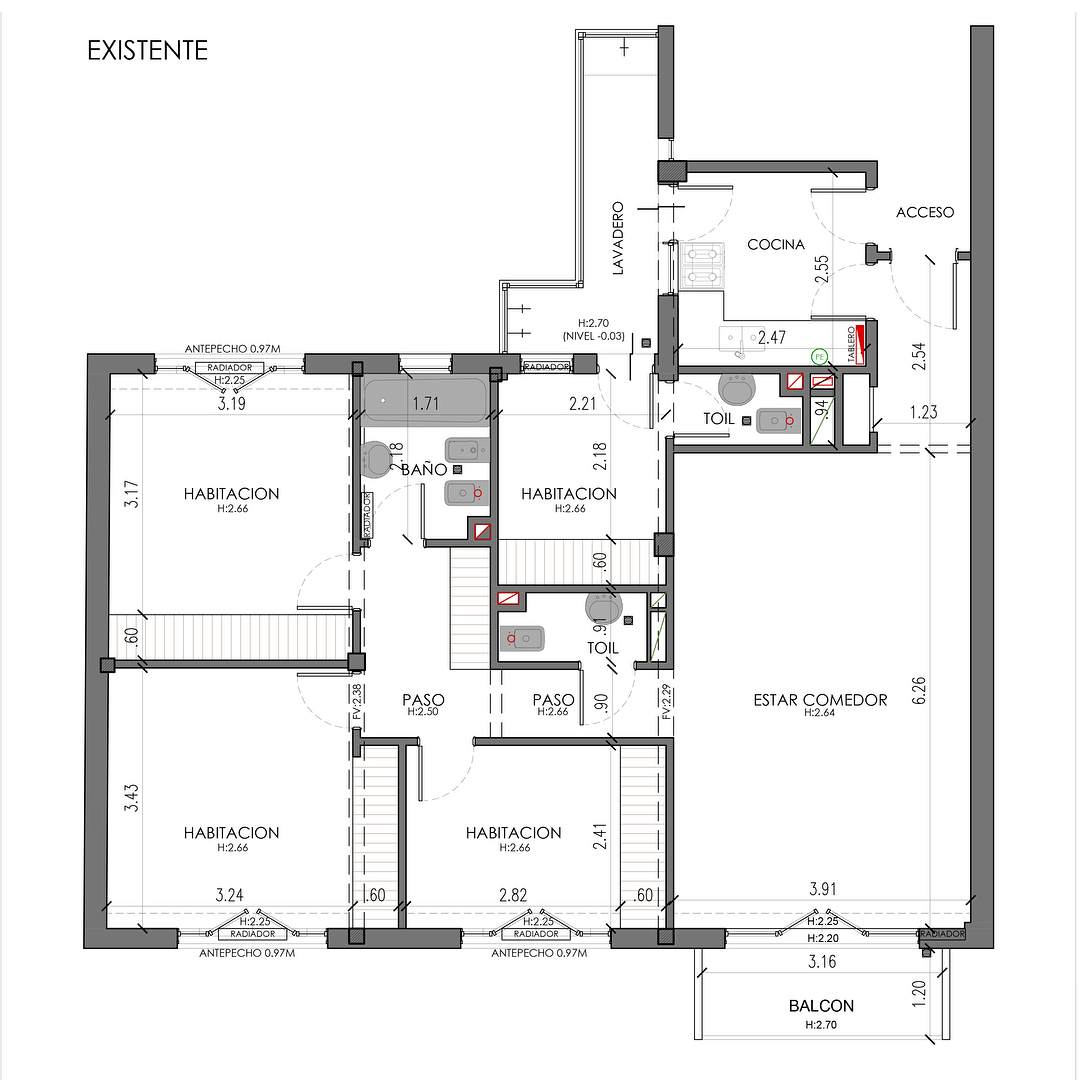 EXISTENTE
ACCESO
LAVADERO
COCINA
2.55
H:2.70
(NIVEL -0.03)
2.47
TABLERO
PE
2.54
ANTEPECHO 0.97M
RADIADOR
H:2.25
3.19
1.71
RADIADOR
2.21
TOIL
.94
1.23
2.18
BAÑO
2.18
3.17
HABITACION
H:2.66
RADIADOR
HABITACION
H:2.66
.60
.60
.91
TOIL
PASO
H:2.50
FV:2.38
PASO
H:2.66
.90
FV:2.29
ESTAR COMEDOR
H:2.64
6.26
3.43
HABITACION
H:2.66
HABITACION
H:2.66
2.41
3.24
.60
2.82
.60
3.91
H:2.25
RADIADOR
ANTEPECHO 0.97M
H:2.25
RADIADOR
ANTEPECHO 0.97M
H:2.25
H:2.20
RADIADOR
3.16
1.20
BALCON
H:2.70